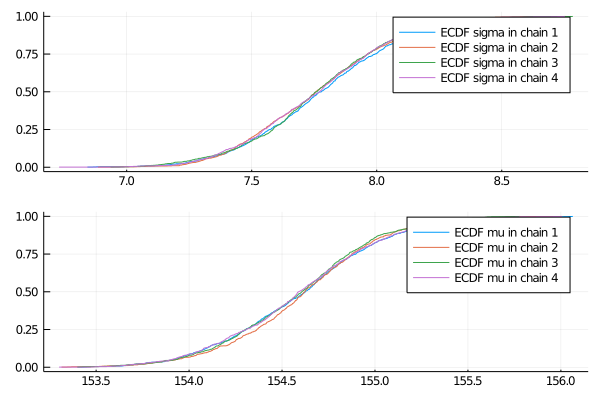 1.00
ECDF sigma in chain 1
ECDF sigma in chain 2
0.75
ECDF sigma in chain 3
ECDF sigma in chain 4
0.50
0.25
0.00
7.0 7.5 8.0 8.5
1.00
ECDF mu in chain 1
ECDF mu in chain 2
0.75
ECDF mu in chain 3
ECDF mu in chain 4
0.50
0.25
0.00
153.5 154.0 154.5 155.0 155.5 156.0